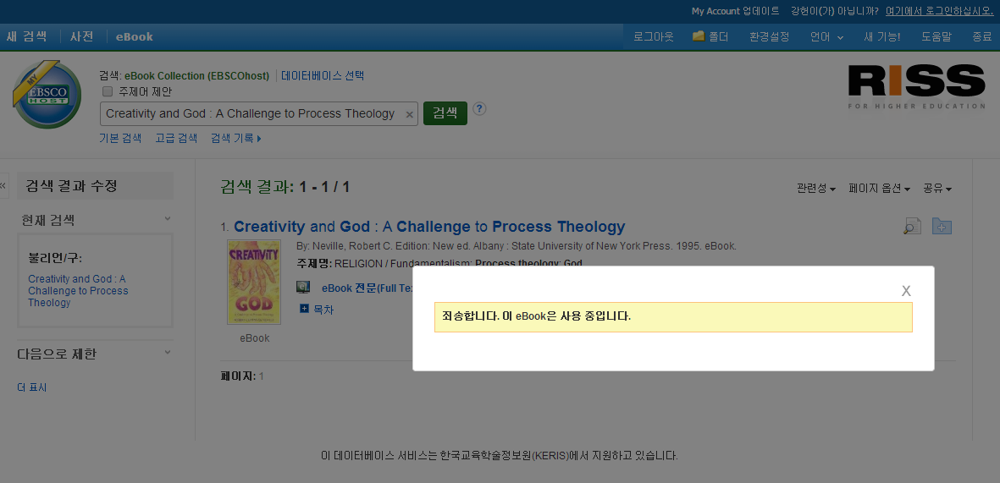 My Account 업데이트 강현이(가) 아닙니까? 여기에서 로그인하십시오.
새 검색 사전 eBook 로그아웃 폴더 환경설정 언어 새 기능! 도움말 종료
MY EBSCO HOST
RISS
FOR HIGHER EDUCATION
검색: eBook Collection (EBSCOhost) 데이터베이스 선택
주제어 제안
Creativity and God : A Challenge to Process Theology × 검색 ?
기본 검색 고급 검색 검색 기록
«
검색 결과 수정
현재 검색
불리언/구:
Creativity and God : A
Challenge to Process
Theology
다음으로 제한
더 표시
검색 결과: 1 - 1 / 1 관련성 페이지 옵션 공유
1. Creativity and God : A Challenge to Process Theology
By: Neville, Robert C. Edition: New ed. Albany : State University of New York Press. 1995. eBook.
주제명: RELIGION / Fundamentalism; Process theology; God
eBook 전문(Full Te
목차
CREATIVITY
AND
GOD
eBook
X
죄송합니다. 이 eBook은 사용 중입니다.
페이지: 1
이 데이터베이스 서비스는 한국교육학술정보원(KERIS)에서 지원하고 있습니다.